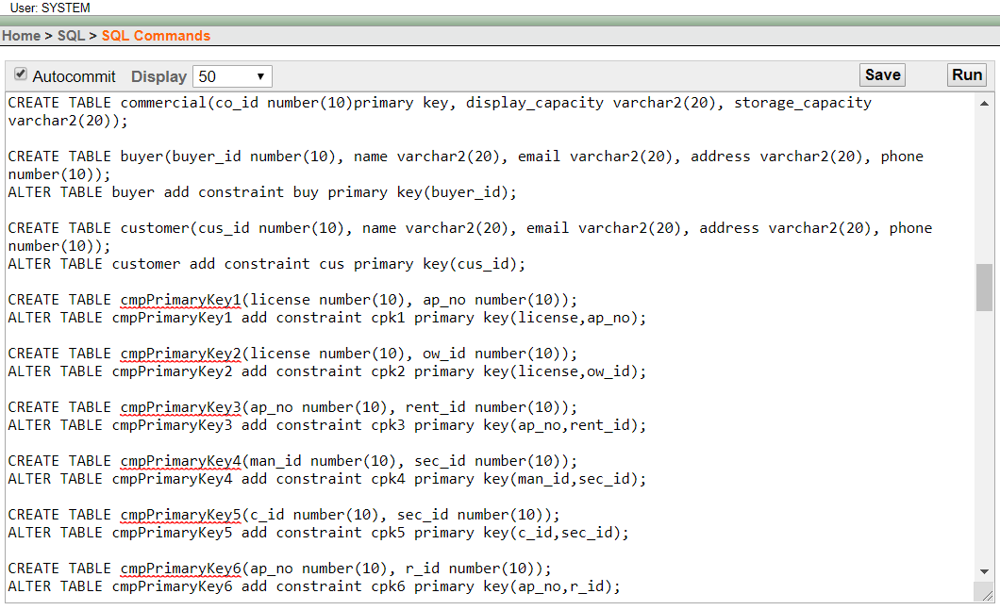 User: SYSTEM
Home > SQL > SQL Commands
Autocommit Display 50 Save Run
CREATE TABLE commercial(co_id number(10)primary key, display_capacity varchar2(20), storage_capacity
varchar2(20));
CREATE TABLE buyer(buyer_id number(10), name varchar2(20), email varchar2(20), address varchar2(20), phone
number(10));
ALTER TABLE buyer add constraint buy primary key(buyer_id);
CREATE TABLE customer(cus_id number(10), name varchar2(20), email varchar2(20), address varchar2(20), phone
number(10));
ALTER TABLE customer add constraint cus primary key(cus_id);
CREATE TABLE cmpPrimaryKey1(license number(10), ap_no number(10));
ALTER TABLE cmpPrimaryKey1 add constraint cpk1 primary key(license,ap_no);
CREATE TABLE cmpPrimaryKey2(license number(10), ow_id number(10));
ALTER TABLE cmpPrimaryKey2 add constraint cpk2 primary key(license,ow_id);
CREATE TABLE cmpPrimaryKey3(ap_no number(10), rent_id number(10));
ALTER TABLE cmpPrimaryKey3 add constraint cpk3 primary key(ap_no,rent_id);
CREATE TABLE cmpPrimaryKey4(man_id number(10), sec_id number(10));
ALTER TABLE cmpPrimaryKey4 add constraint cpk4 primary key(man_id,sec_id);
CREATE TABLE cmpPrimaryKey5(c_id number(10), sec_id number(10));
ALTER TABLE cmpPrimaryKey5 add constraint cpk5 primary key(c_id,sec_id);
CREATE TABLE cmpPrimaryKey6(ap_no number(10), r_id number(10));
ALTER TABLE cmpPrimaryKey6 add constraint cpk6 primary key(ap_no,r_id);